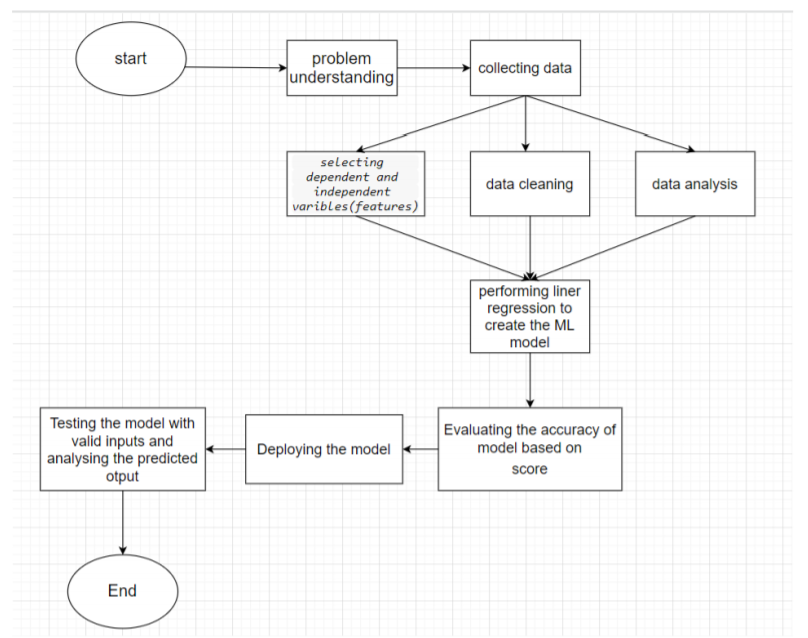 start
problem
understanding
collecting data
selecting
dependent and
independent
varibles(features)
data cleaning
data analysis
performing liner
regression to
create the ML
model
Evaluating the accuracy of
model based on
score
Deploying the model
Testing the model with
valid inputs and
analysing the predicted
otput
End